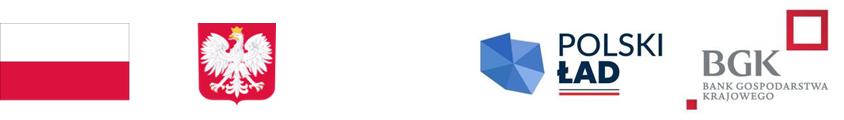 POLSKI
ŁAD
BGK
BANK GOSPODARSTWA
KRAJOWEGO